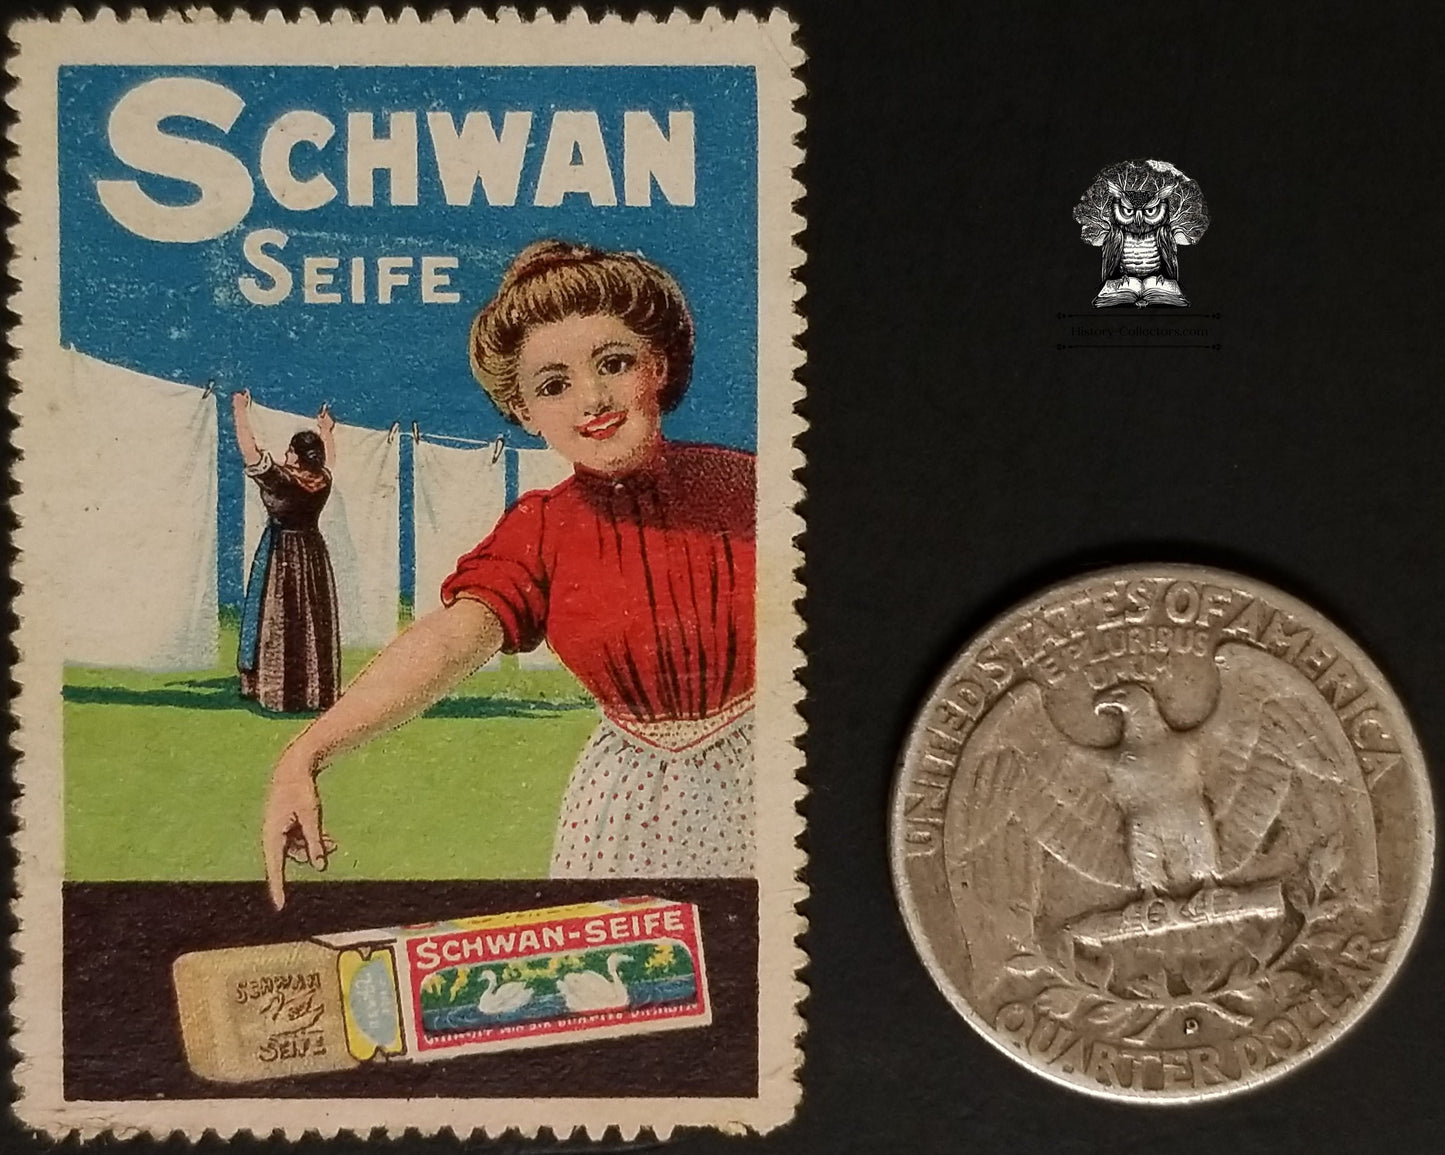 SCHWAN
SEIFE
SCHWAN-SEIFE
SCHWAN
SEIFE
History-Collectors.com
UNITED STATES OF AMERICA
E PLURIBUS
UNUM
D
QUARTER DOLLAR